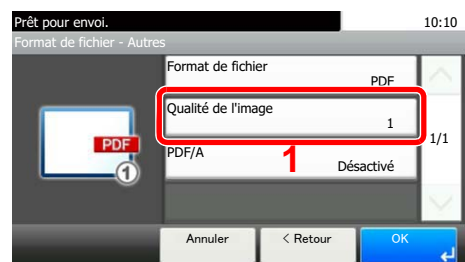 Prêt pour envoi. 10:10
Format de fichier - Autres
Format de fichier
PDF
Qualité de l'image
1
1/1
PDF/A
1
Désactivé
PDF
1
Annuler < Retour OK